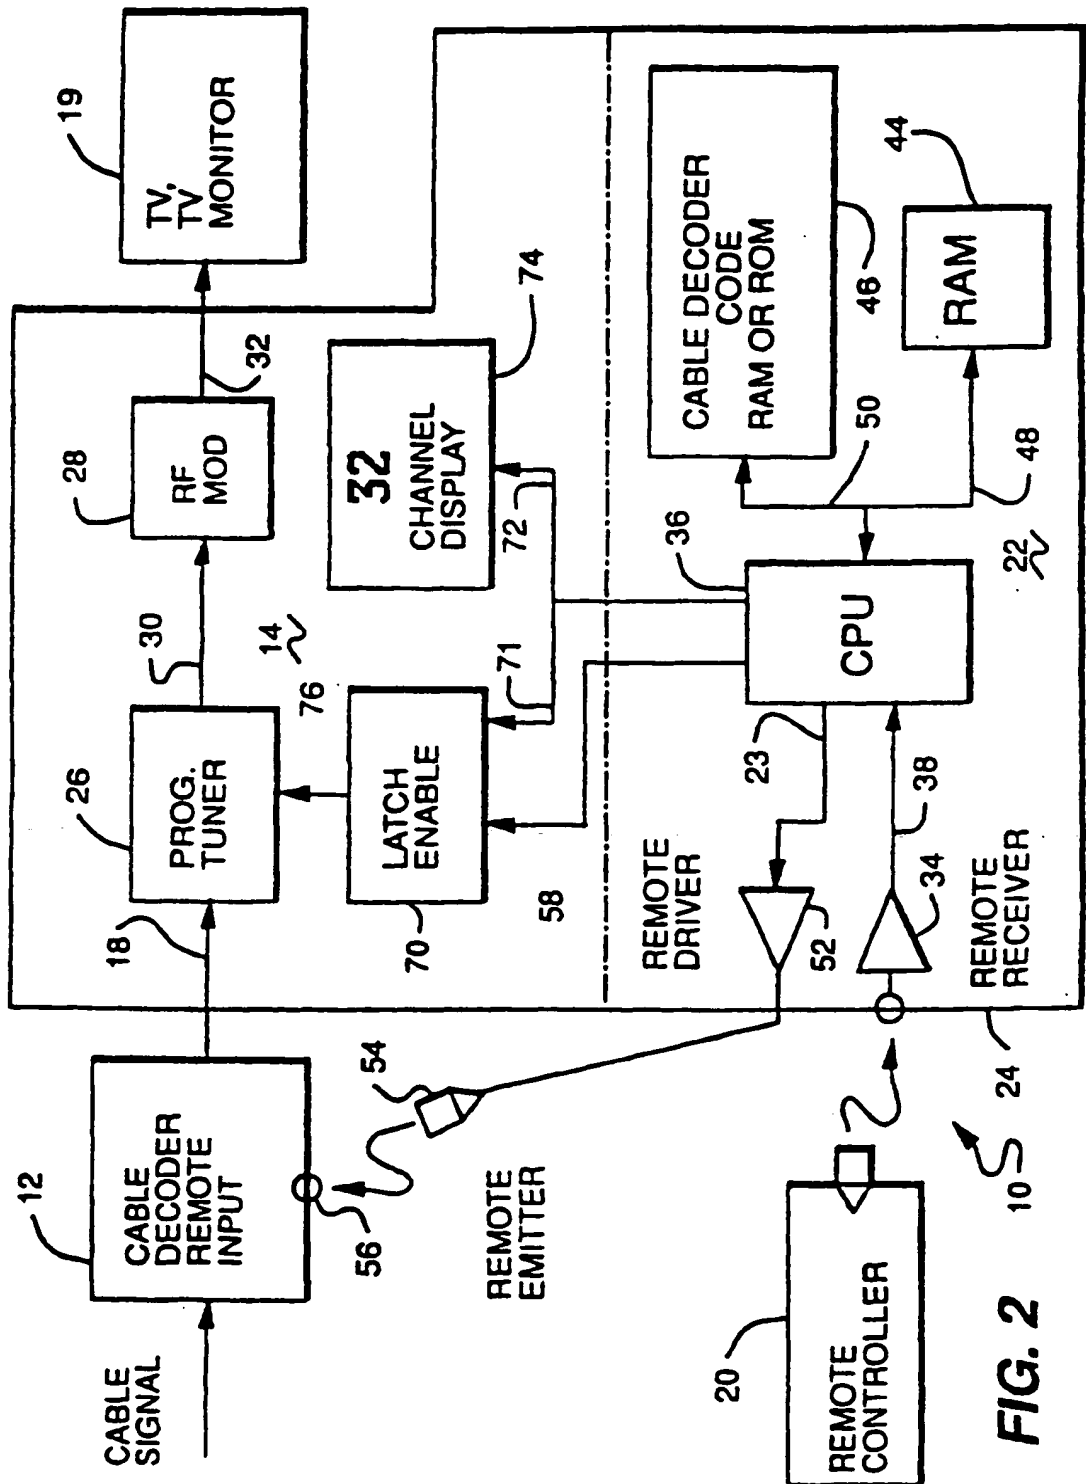 CABLE
SIGNAL
12
CABLE
DECODER
REMOTE
INPUT
56
54
REMOTE
EMITTER
18
26
PROG.
TUNER
30
28
RF
MOD
32
19
TV,
TV
MONITOR
76
14
70
LATCH
ENABLE
71
72
32
CHANNEL
DISPLAY
74
58
REMOTE
DRIVER
52
23
36
CPU
50
CABLE DECODER
CODE
RAM OR ROM
46
44
RAM
48
22
38
34
REMOTE
RECEIVER
24
10
20
REMOTE
CONTROLLER
FIG. 2